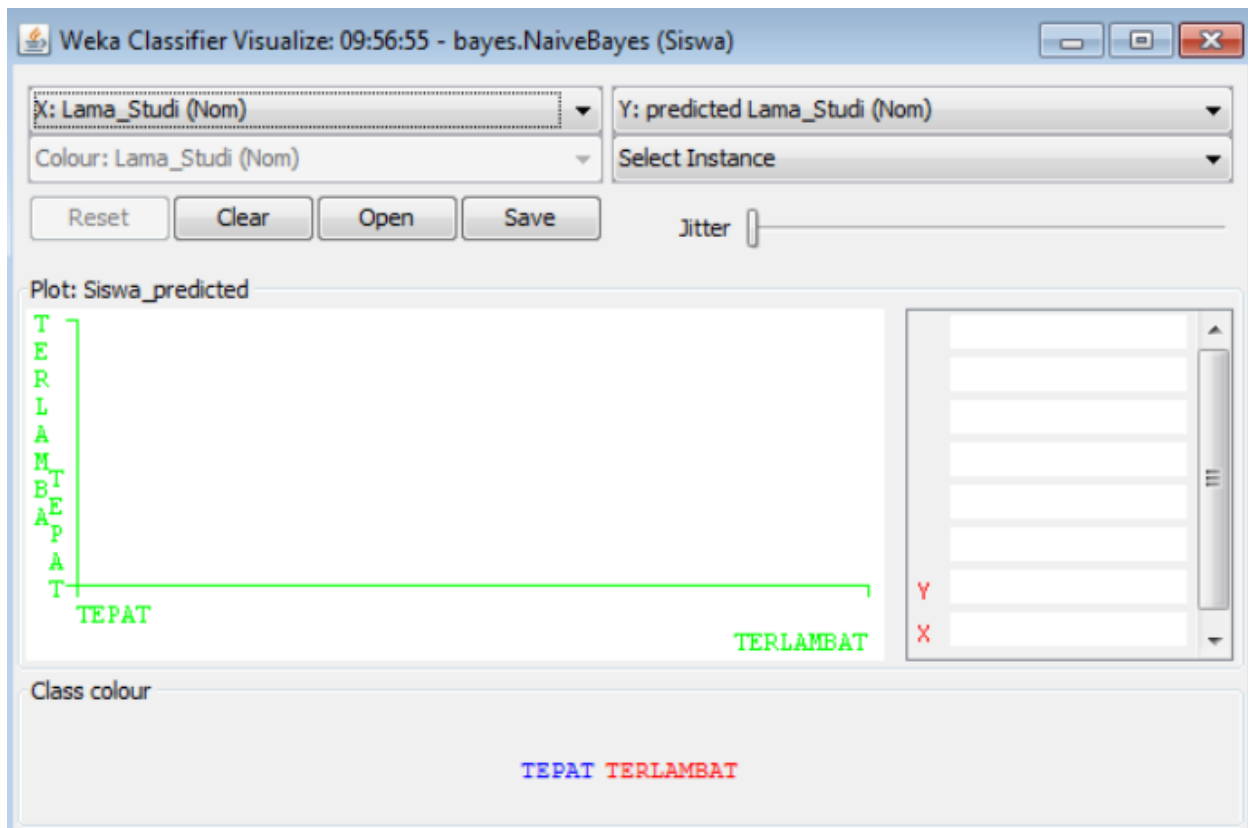 Weka Classifier Visualize: 09:56:55 - bayes.NaiveBayes (Siswa)
X: Lama_Studi (Nom)
Y: predicted Lama_Studi (Nom)
Colour: Lama_Studi (Nom)
Select Instance
Reset
Clear
Open
Save
Jitter
Plot: Siswa_predicted
TERLAMBA
TEPAT
TEPAT
TERLAMBAT
Y
X
Class colour
TEPAT TERLAMBAT